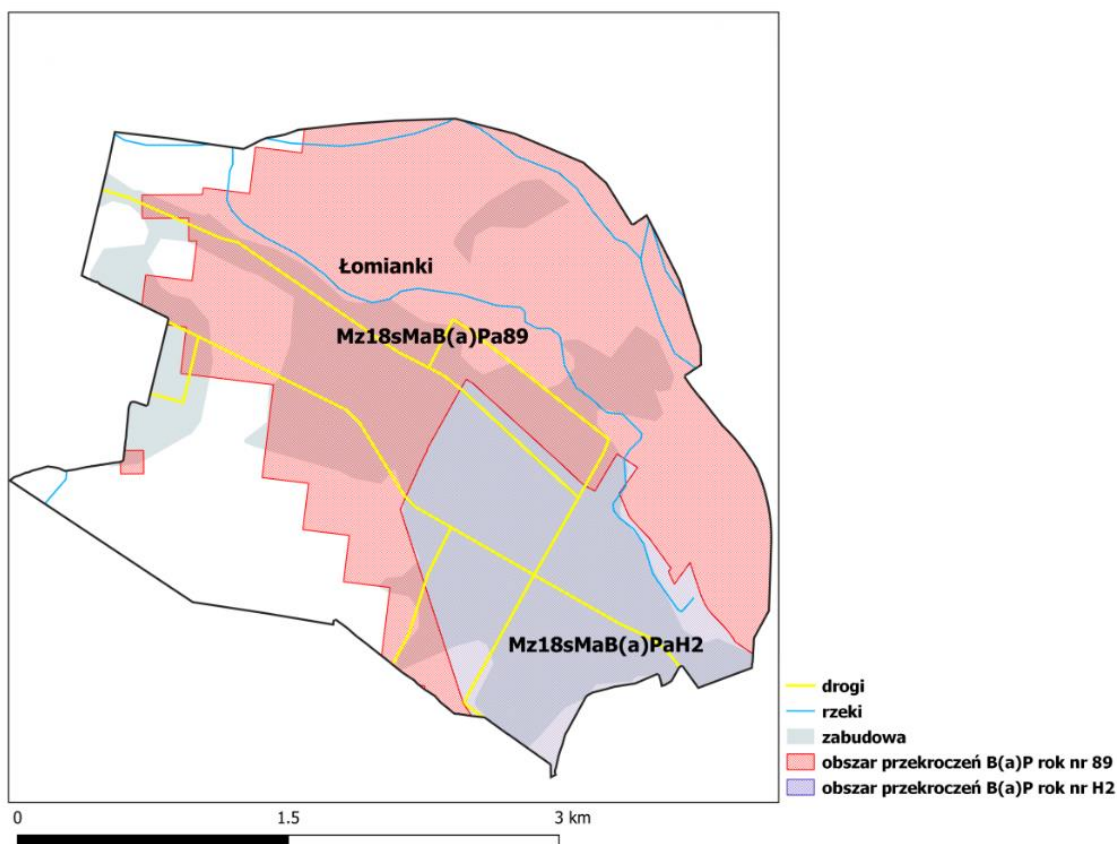 Łomianki
Mz18sMaB(a)Pa89
Mz18sMaB(a)PaH2
drogi
rzeki
zabudowa
obszar przekroczeń B(a)P rok nr 89
obszar przekroczeń B(a)P rok nr H2
0 1.5 3 km